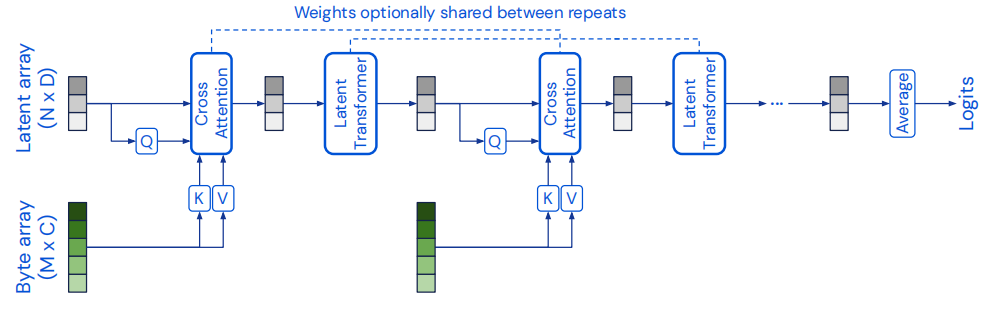 Weights optionally shared between repeats
Latent array
(N x D)
Q
Cross
Attention
K
V
Latent
Transformer
Q
Cross
Attention
K
V
Latent
Transformer
...
Average
Logits
Byte array
(M x C)